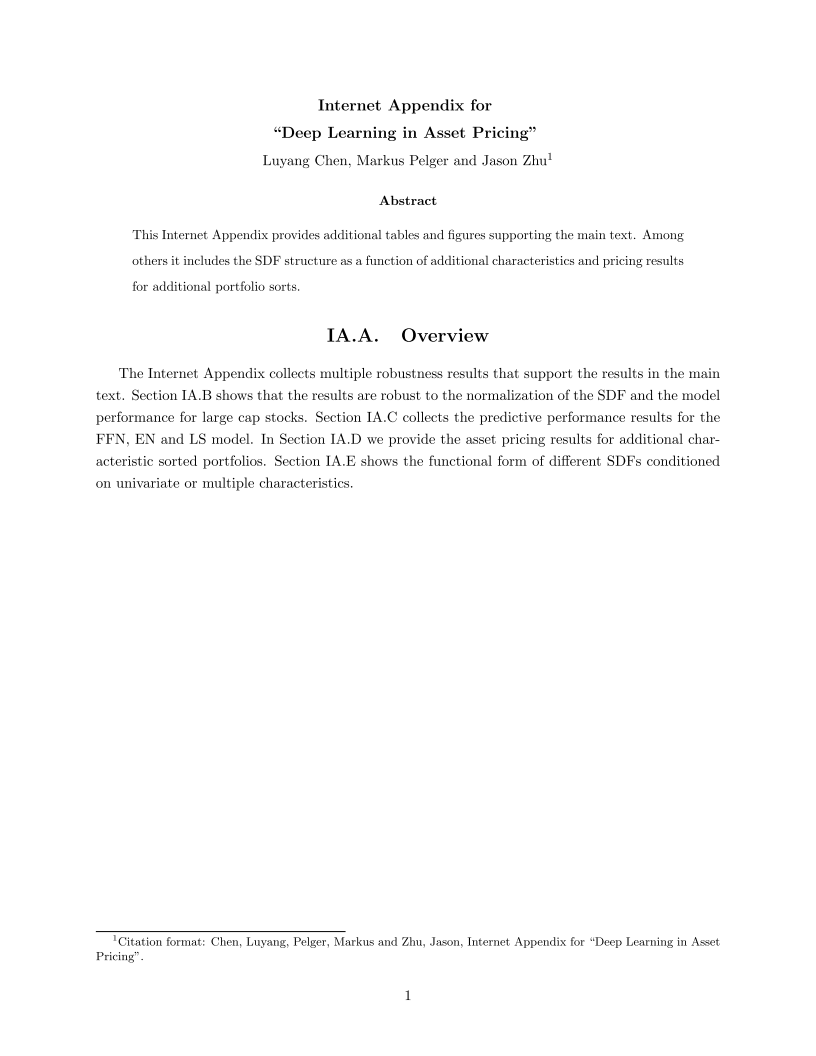 Internet Appendix for
“Deep Learning in Asset Pricing”
Luyang Chen, Markus Pelger and Jason Zhu1
Abstract
This Internet Appendix provides additional tables and figures supporting the main text. Among
others it includes the SDF structure as a function of additional characteristics and pricing results
for additional portfolio sorts.
IA.A. Overview
The Internet Appendix collects multiple robustness results that support the results in the main
text. Section IA.B shows that the results are robust to the normalization of the SDF and the model
performance for large cap stocks. Section IA.C collects the predictive performance results for the
FFN, EN and LS model. In Section IA.D we provide the asset pricing results for additional char-
acteristic sorted portfolios. Section IA.E shows the functional form of different SDFs conditioned
on univariate or multiple characteristics.
1Citation format: Chen, Luyang, Pelger, Markus and Zhu, Jason, Internet Appendix for “Deep Learning in Asset
Pricing”.
1